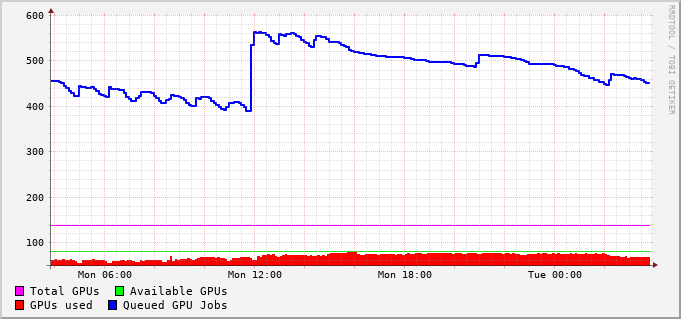 600
500
400
300
200
100
Mon 06:00 Mon 12:00 Mon 18:00 Tue 00:00
Total GPUs Available GPUs
GPUs used Queued GPU Jobs
RRDTOOL / TOBI OETIKER